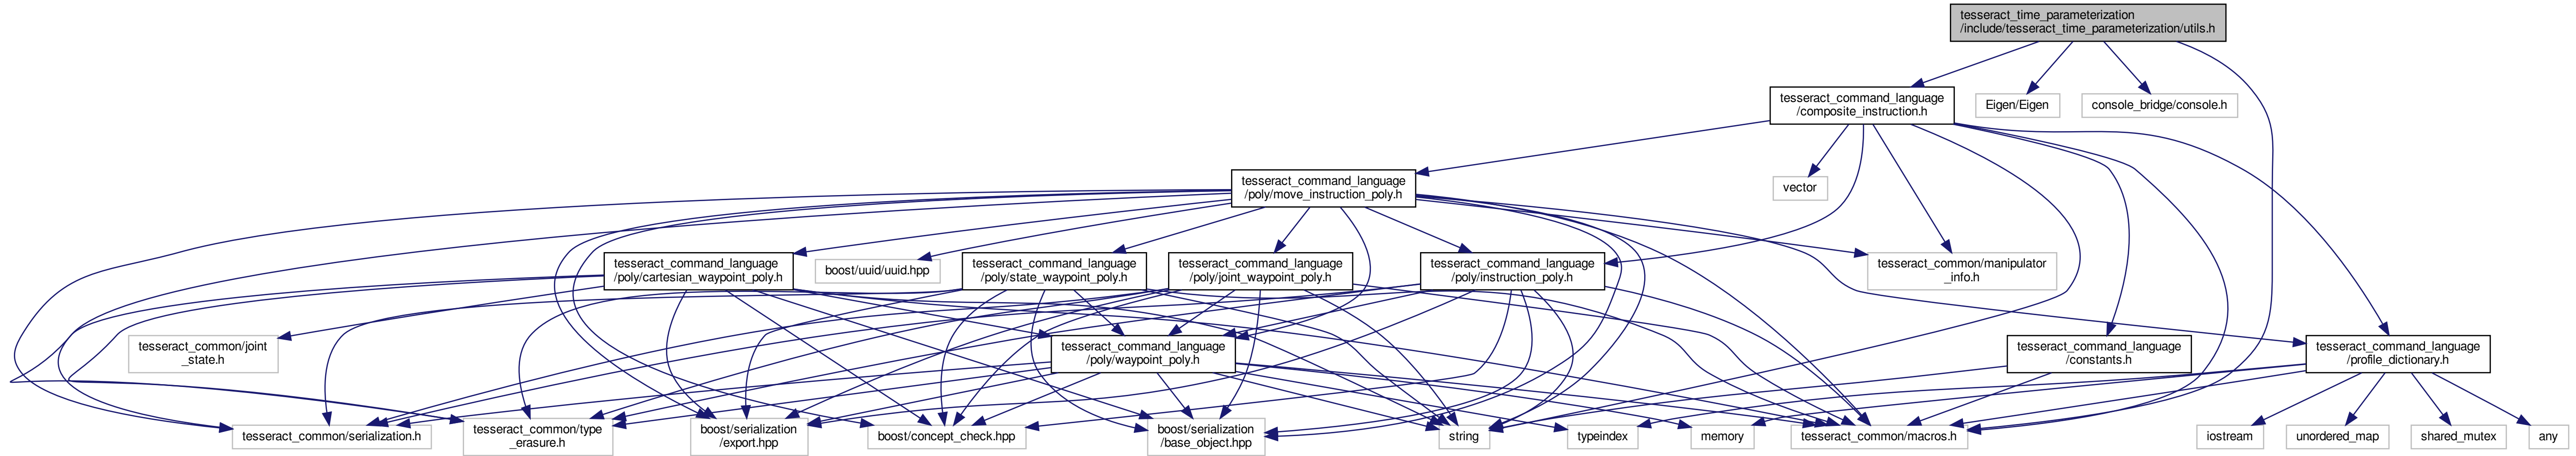 tesseract_time_parameterization
/include/tesseract_time_parameterization/utils.h
tesseract_command_language
/composite_instruction.h
Eigen/Eigen
console_bridge/console.h
tesseract_command_language
/poly/move_instruction_poly.h
vector
tesseract_command_language
/poly/cartesian_waypoint_poly.h
boost/uuid/uuid.hpp
tesseract_command_language
/poly/state_waypoint_poly.h
tesseract_command_language
/poly/joint_waypoint_poly.h
tesseract_command_language
/poly/instruction_poly.h
tesseract_common/manipulator
_info.h
tesseract_common/joint
_state.h
tesseract_command_language
/poly/waypoint_poly.h
tesseract_command_language
/constants.h
tesseract_command_language
/profile_dictionary.h
tesseract_common/serialization.h
tesseract_common/type
_erasure.h
boost/serialization
/export.hpp
boost/concept_check.hpp
boost/serialization
/base_object.hpp
string
typeindex
memory
tesseract_common/macros.h
iostream
unordered_map
shared_mutex
any